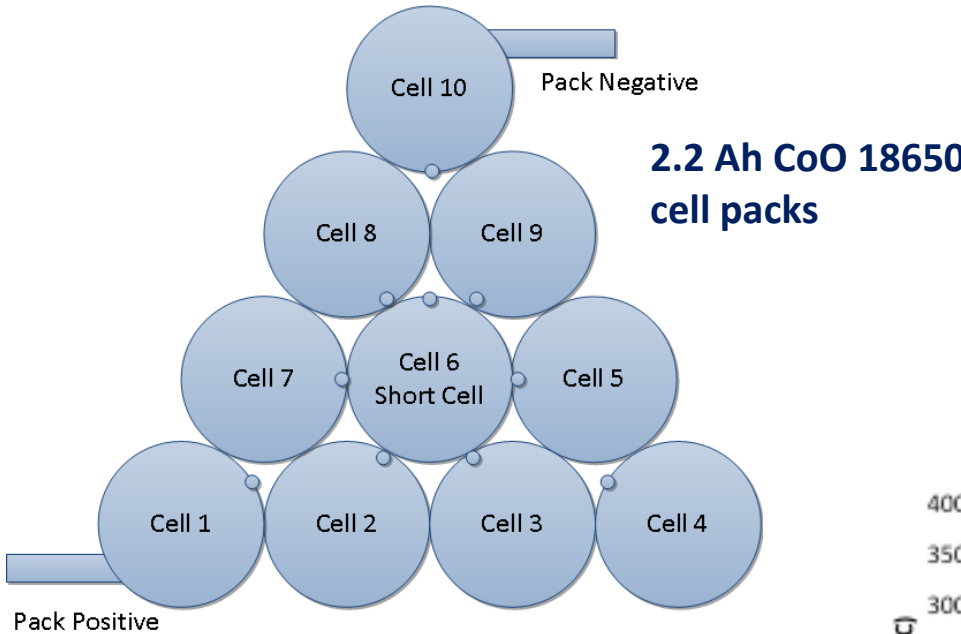 Cell 10
Pack Negative
2.2 Ah CoO 18650
cell packs
Cell 8
Cell 9
Cell 7
Cell 6
Short Cell
Cell 5
Cell 1
Cell 2
Cell 3
Cell 4
Pack Positive
400
350
300